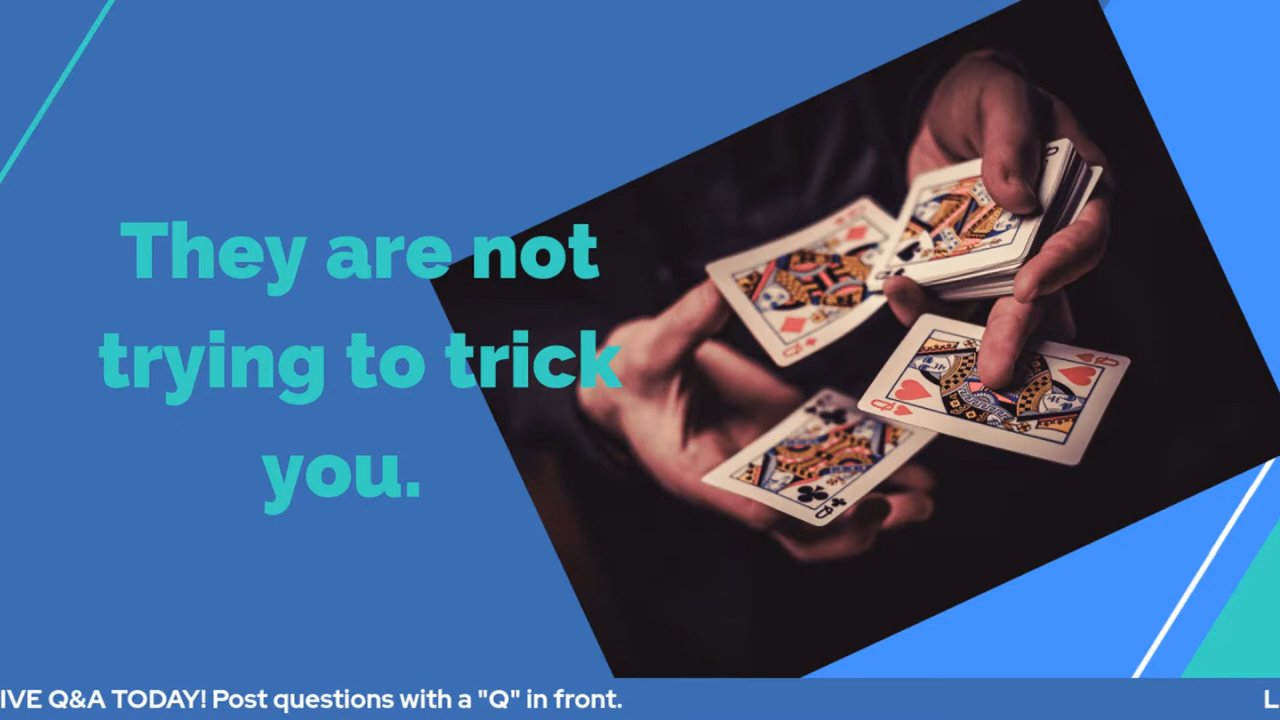 They are not
trying to trick
you.
IVE Q&A TODAY! Post questions with a "Q" in front.
L